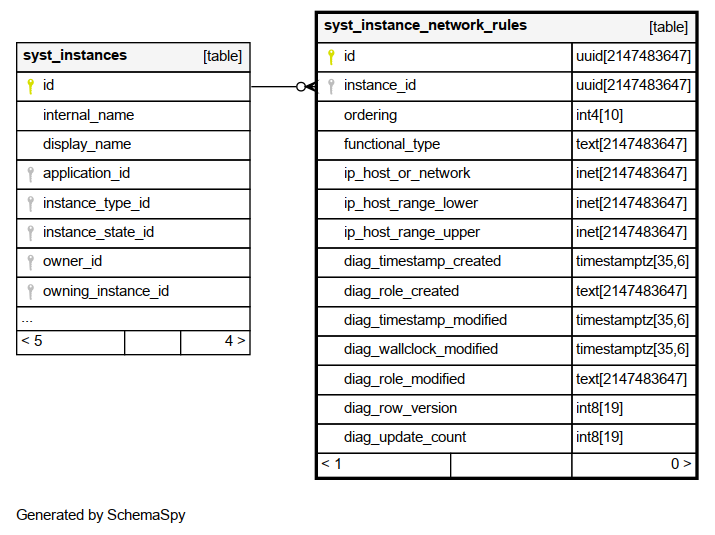 syst_instances [table]
id
internal_name
display_name
application_id
instance_type_id
instance_state_id
owner_id
owning_instance_id
...
< 5 4 >
syst_instance_network_rules [table]
id uuid[2147483647]
instance_id uuid[2147483647]
ordering int4[10]
functional_type text[2147483647]
ip_host_or_network inet[2147483647]
ip_host_range_lower inet[2147483647]
ip_host_range_upper inet[2147483647]
diag_timestamp_created timestamptz[35,6]
diag_role_created text[2147483647]
diag_timestamp_modified timestamptz[35,6]
diag_wallclock_modified timestamptz[35,6]
diag_role_modified text[2147483647]
diag_row_version int8[19]
diag_update_count int8[19]
< 1 0 >
Generated by SchemaSpy